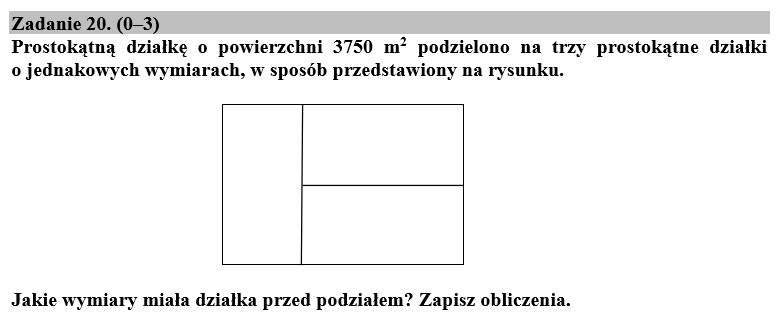 Zadanie 20. (0–3)
Prostokątną działkę o powierzchni 3750 m² podzielono na trzy prostokątne działki
o jednakowych wymiarach, w sposób przedstawiony na rysunku.
Jakie wymiary miała działka przed podziałem? Zapisz obliczenia.